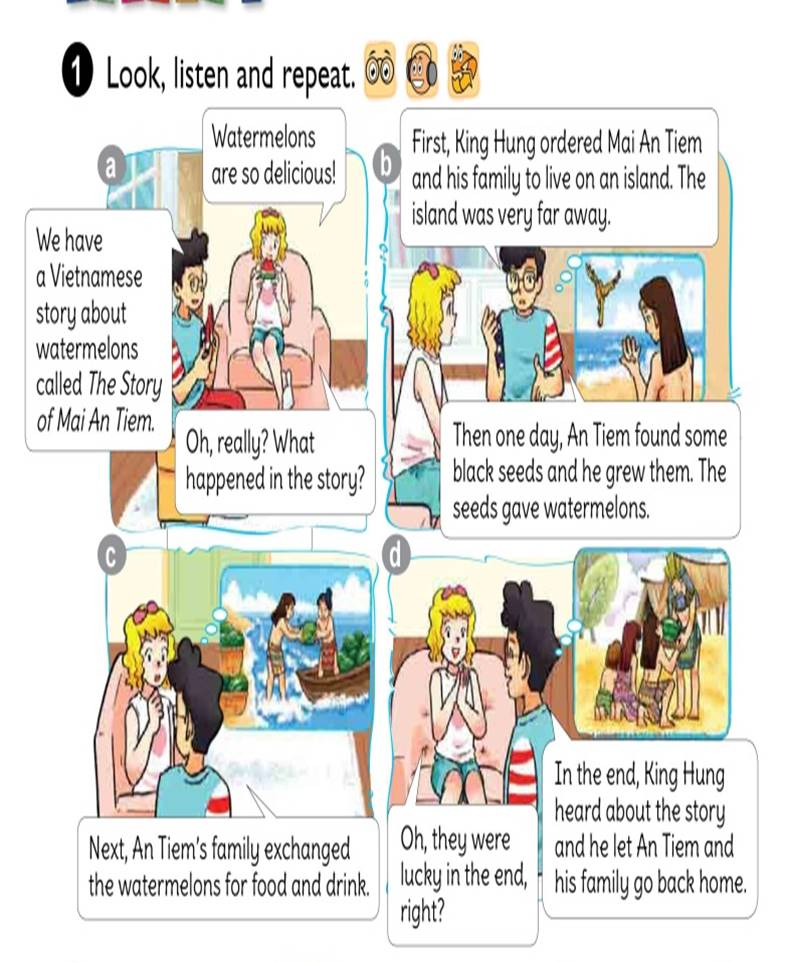 1 Look, listen and repeat.
a
Watermelons
are so delicious!
We have
a Vietnamese
story about
watermelons
called The Story
of Mai An Tiem.
Oh, really? What
happened in the story?
b
First, King Hung ordered Mai An Tiem
and his family to live on an island. The
island was very far away.
Then one day, An Tiem found some
black seeds and he grew them. The
seeds gave watermelons.
c
Next, An Tiem's family exchanged
the watermelons for food and drink.
d
In the end, King Hung
heard about the story
and he let An Tiem and
his family go back home.
Oh, they were
lucky in the end,
right?